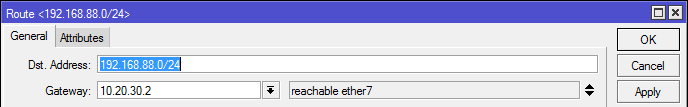 Route <192.168.88.0/24>
General Attributes
OK
Dst. Address: 192.168.88.0/24
Cancel
Gateway: 10.20.30.2 reachable ether7
Apply